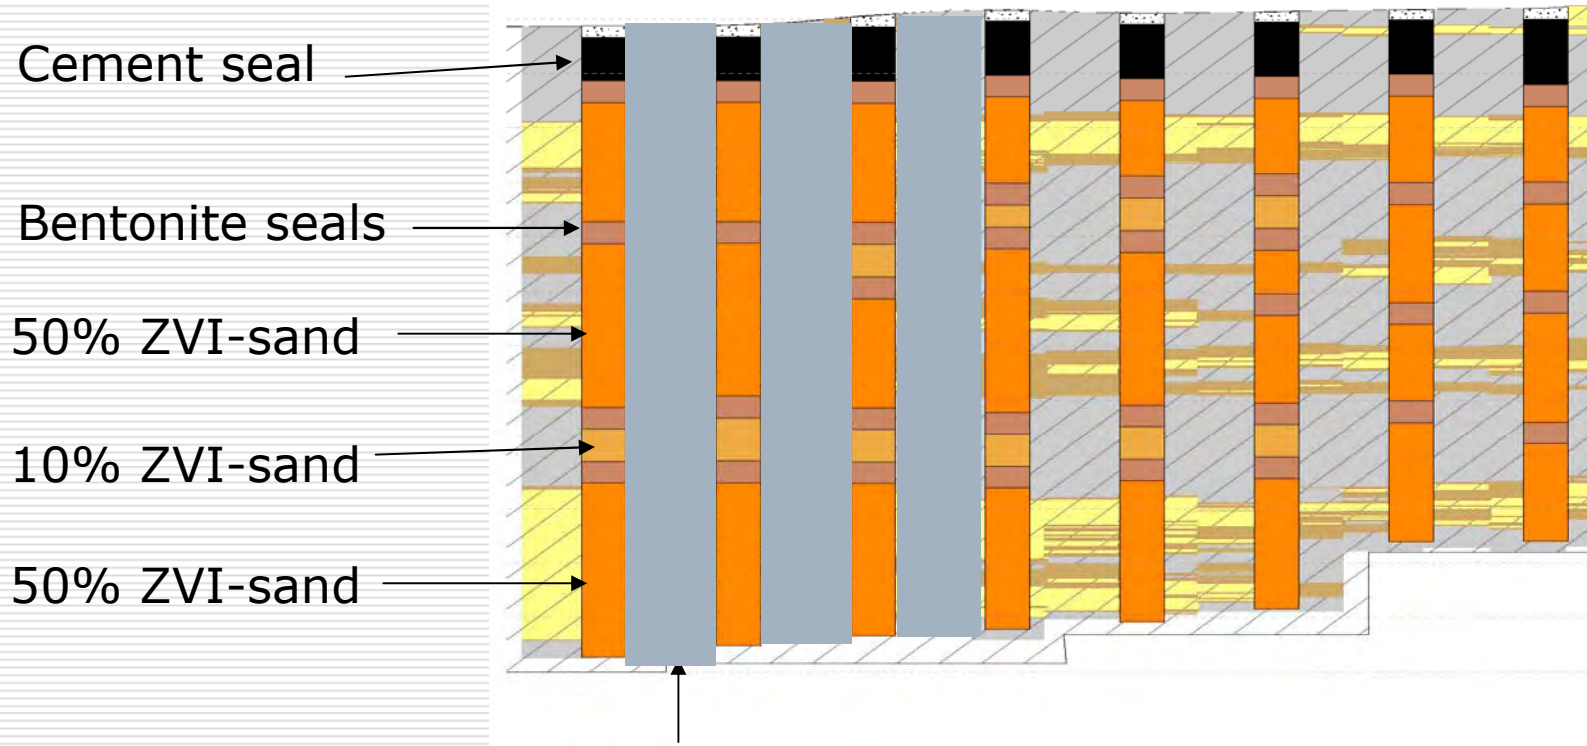 Cement seal
Bentonite seals
50% ZVI-sand
10% ZVI-sand
50% ZVI-sand